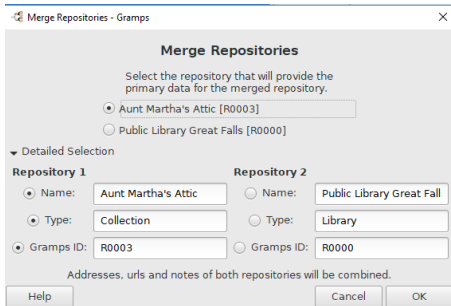 Merge Repositories - Gramps
Merge Repositories
Select the repository that will provide the
primary data for the merged repository.
Aunt Martha's Attic [R0003]
Public Library Great Falls [R0000]
Detailed Selection
Repository 1 Repository 2
Name: Aunt Martha's Attic Name: Public Library Great Fall
Type: Collection Type: Library
Gramps ID: R0003 Gramps ID: R0000
Addresses, urls and notes of both repositories will be combined.
Help Cancel OK